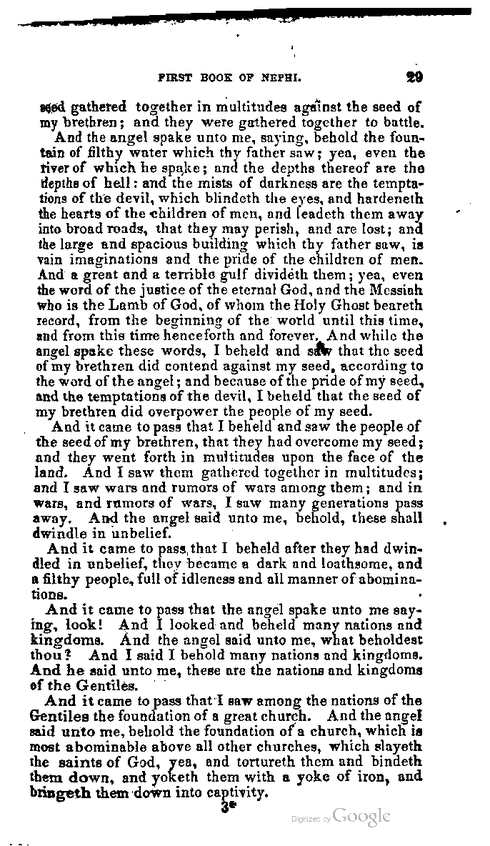 FIRST BOOK OF NEPHI. 29
seed gathered together in multitudes against the seed of
my brethren; and they were gathered together to battle.
And the angel spake unto me, saying, behold the foun-
tain of filthy water which thy father saw; yea, even the
river of which he spake; and the depths thereof are the
depths of hell: and the mists of darkness are the tempta-
tions of the devil, which blindeth the eyes, and hardeneth
the hearts of the children of men, and leadeth them away
into broad roads, that they may perish, and are lost; and
the large and spacious building which thy father saw, is
vain imaginations and the pride of the children of men.
And a great and a terrible gulf divideth them; yea, even
the word of the justice of the eternal God, and the Messiah
who is the Lamb of God, of whom the Holy Ghost beareth
record, from the beginning of the world until this time,
and from this time henceforth and forever. And while the
angel spake these words, I beheld and saw that the seed
of my brethren did contend against my seed, according to
the word of the angel; and because of the pride of my seed,
and the temptations of the devil, I beheld that the seed of
my brethren did overpower the people of my seed.
And it came to pass that I beheld and saw the people of
the seed of my brethren, that they had overcome my seed;
and they went forth in multitudes upon the face of the
land. And I saw them gathered together in multitudes;
and I saw wars and rumors of wars among them; and in
wars, and rumors of wars, I saw many generations pass
away. And the angel said unto me, behold, these shall
dwindle in unbelief.
And it came to pass that I beheld after they had dwin-
dled in unbelief, they became a dark and loathsome, and
a filthy people, full of idleness and all manner of abomina-
tions.
And it came to pass that the angel spake unto me say-
ing, look! And I looked and beheld many nations and
kingdoms. And the angel said unto me, what beholdest
thou? And I said I behold many nations and kingdoms.
And he said unto me, these are the nations and kingdoms
of the Gentiles.
And it came to pass that I saw among the nations of the
Gentiles the foundation of a great church. And the angel
said unto me, behold the foundation of a church, which is
most abominable above all other churches, which slayeth
the saints of God, yea, and tortureth them and bindeth
them down, and yoketh them with a yoke of iron, and
bringeth them down into captivity.
3*
Digitized by Google